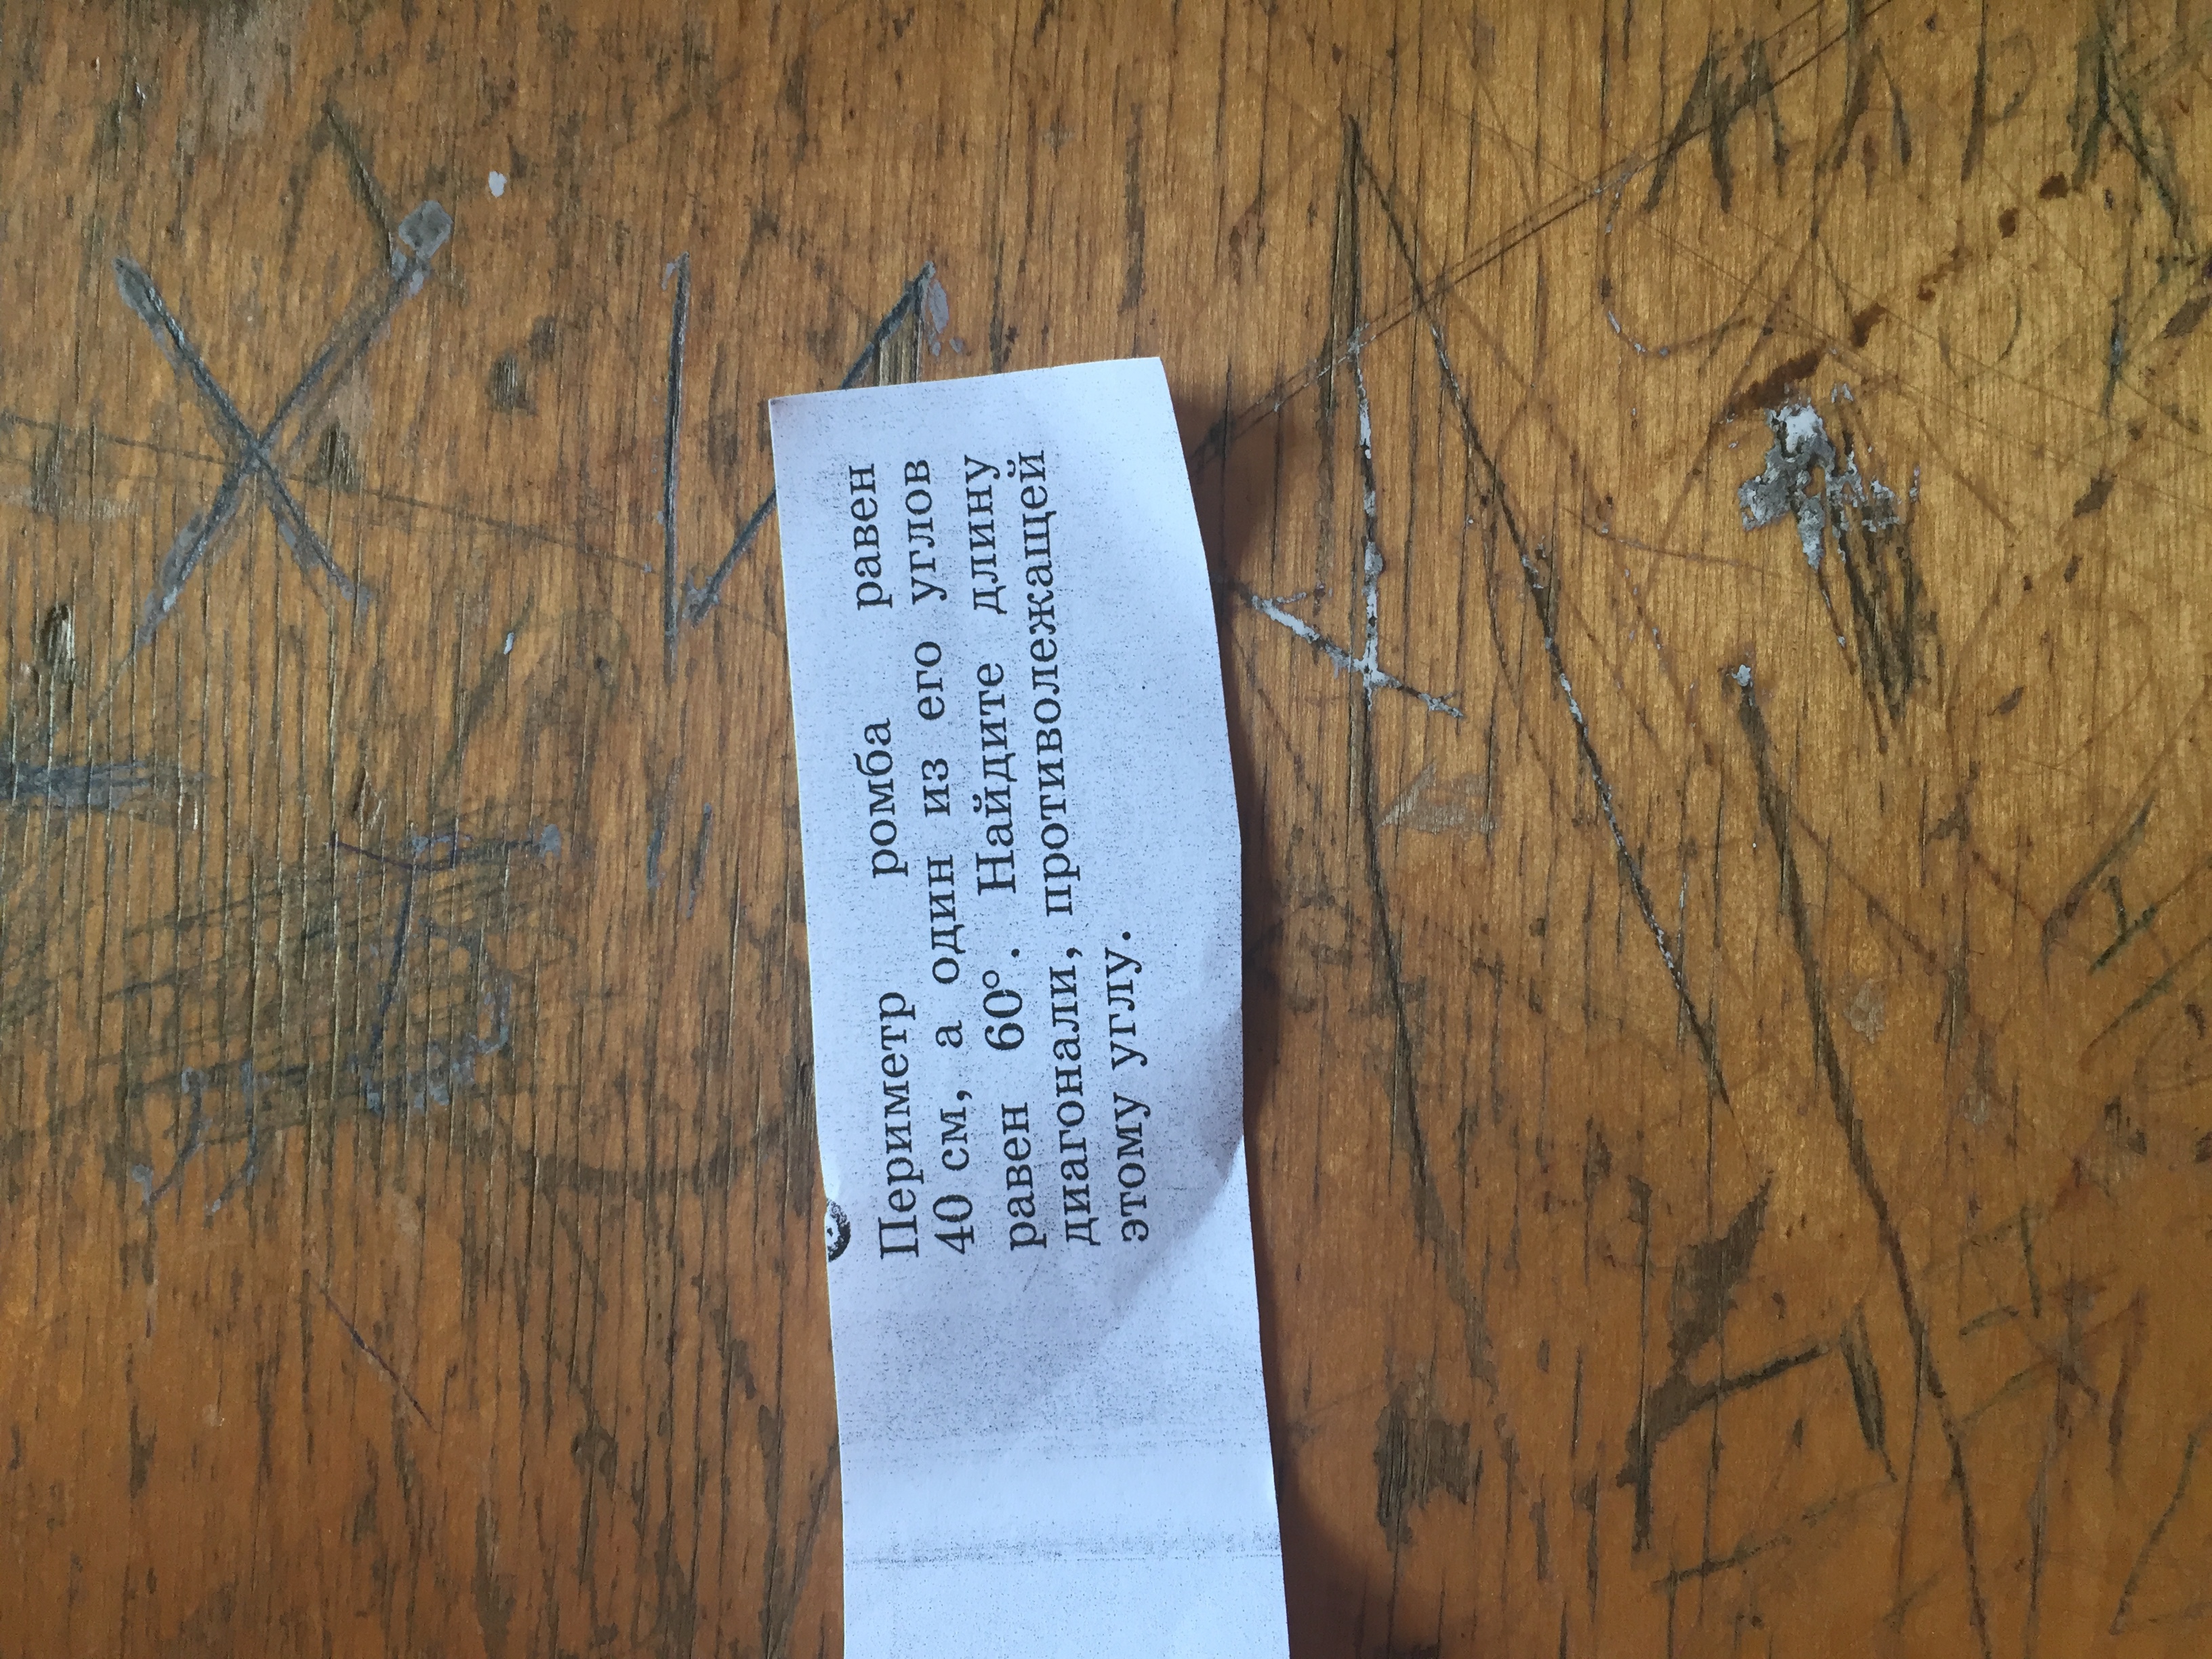 Периметр ромба равен
40 см, а один из его углов
равен 60°. Найдите длину
диагонали, противолежащей
этому углу.